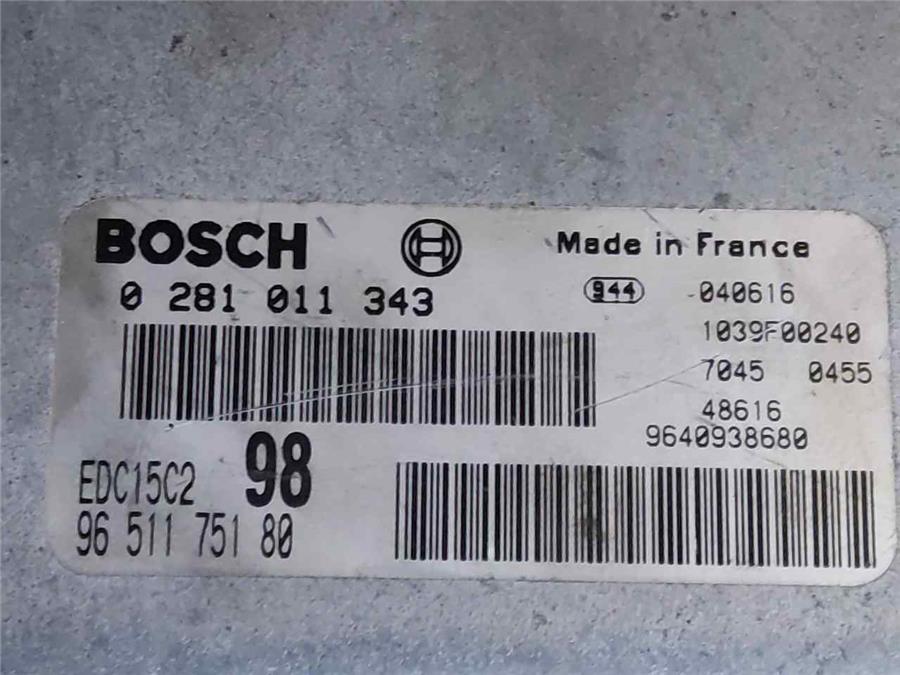 BOSCH Made in France
0 281 011 343 944 040616
1039F00240
7045 0455
48616
9640938680
EDC15C2 98
96 511 751 80